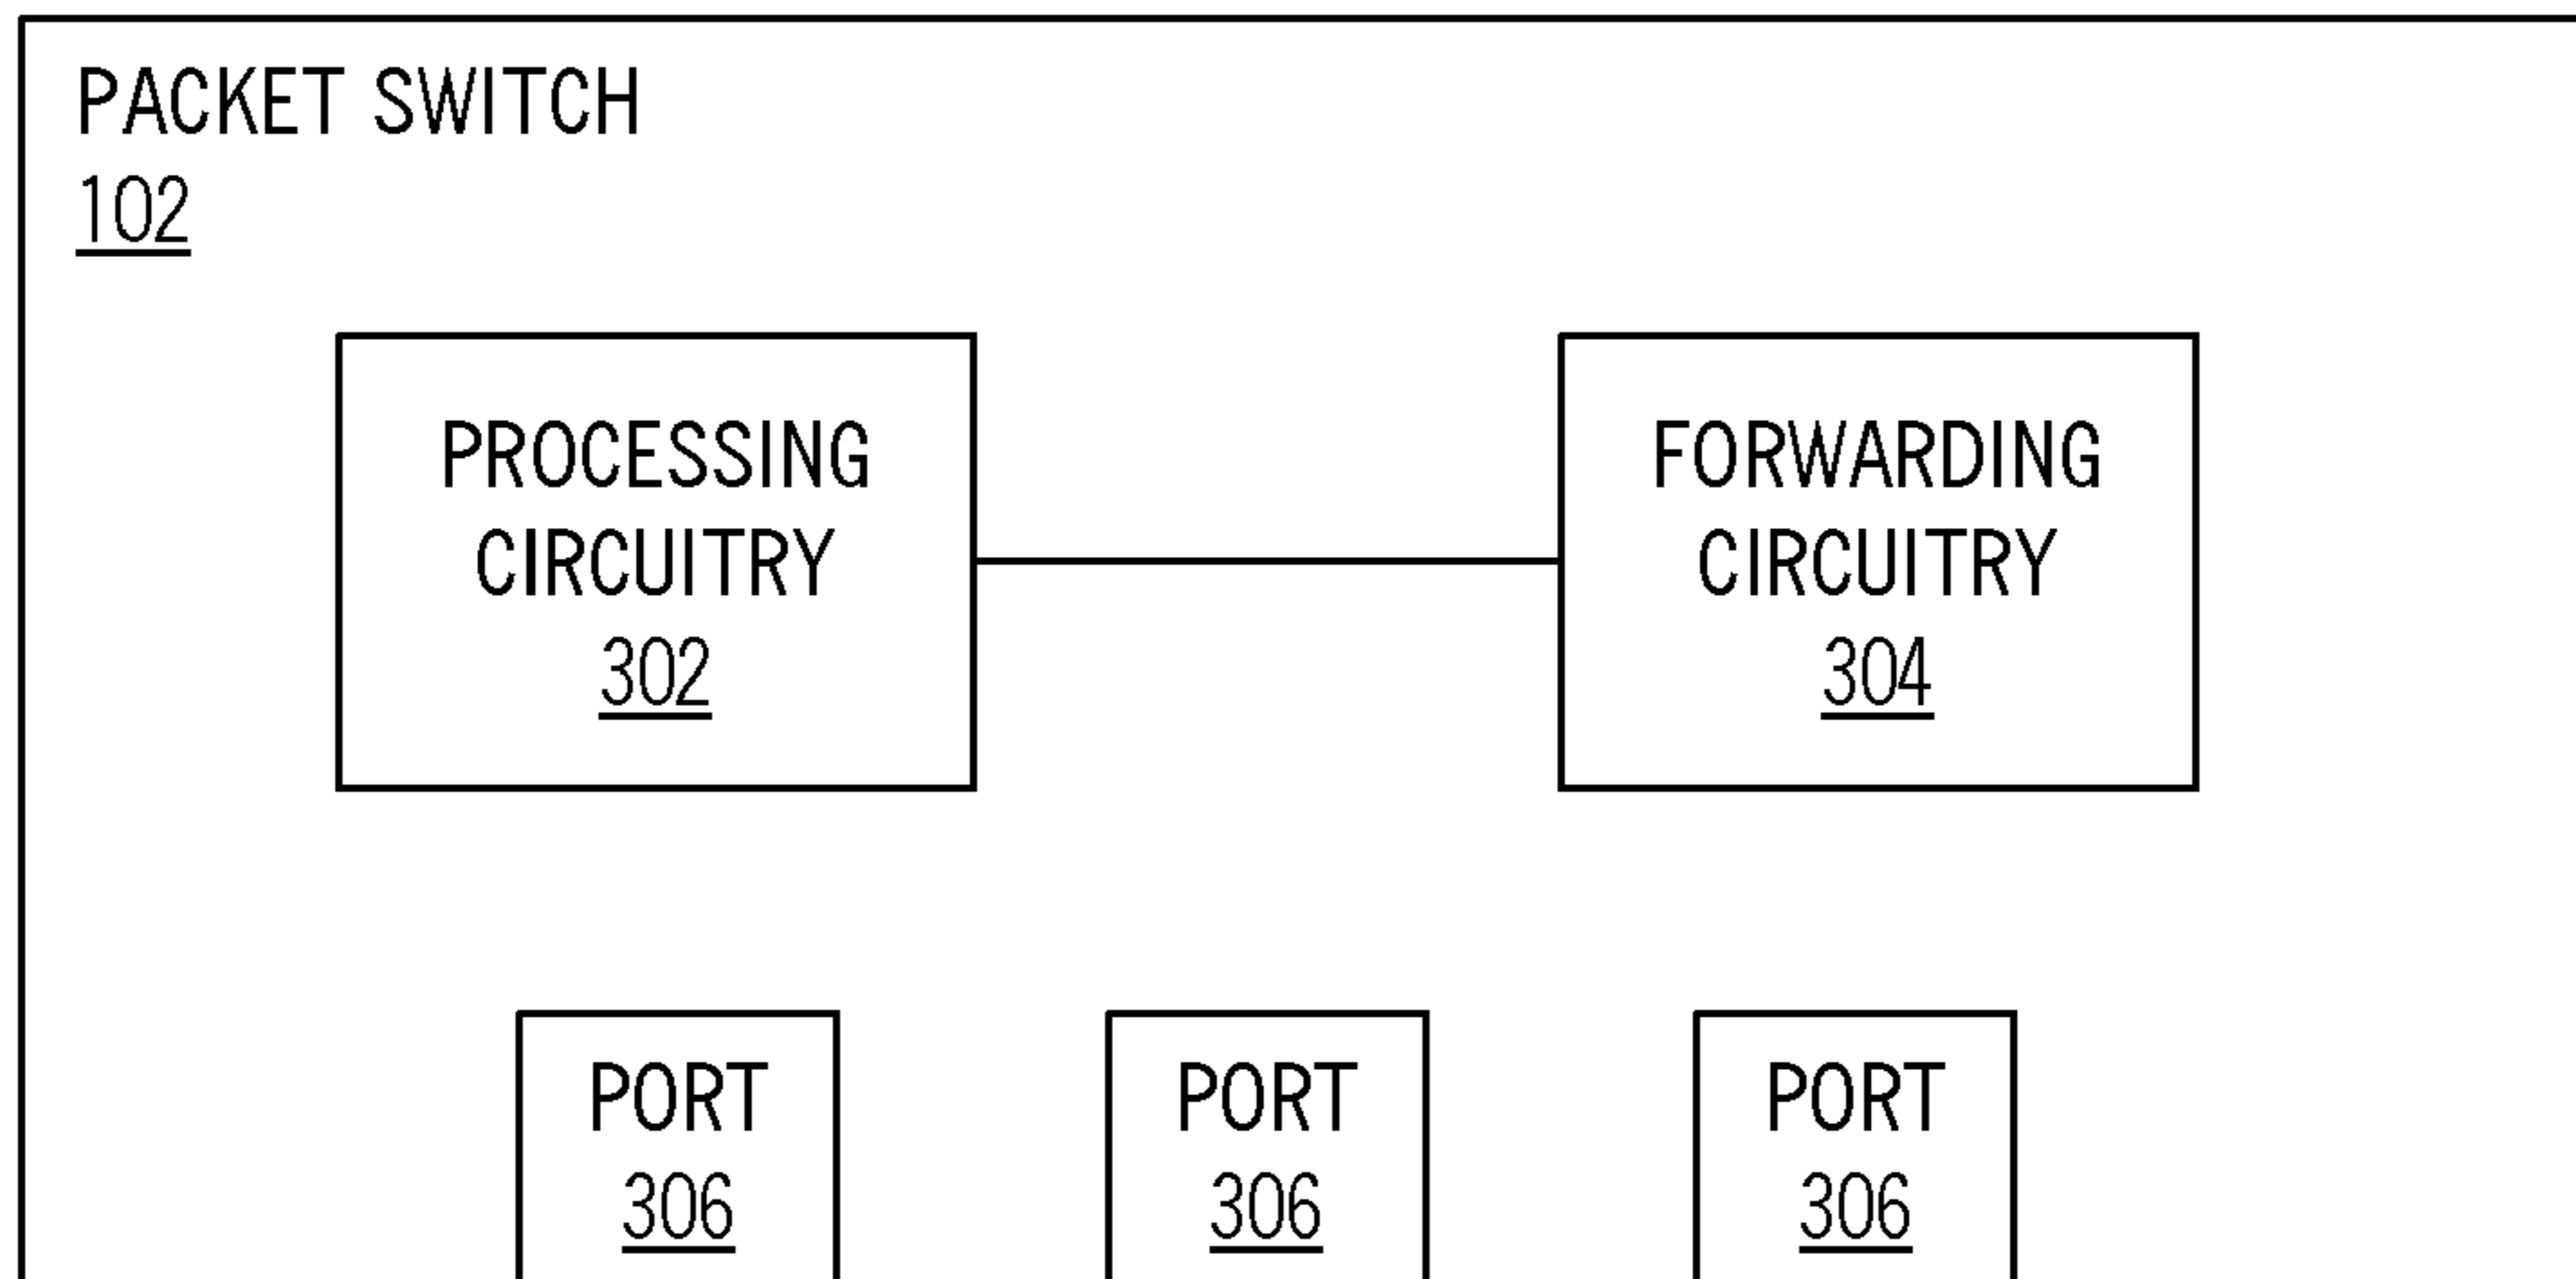 PACKET SWITCH
102
PROCESSING
CIRCUITRY
302
FORWARDING
CIRCUITRY
304
PORT
306
PORT
306
PORT
306